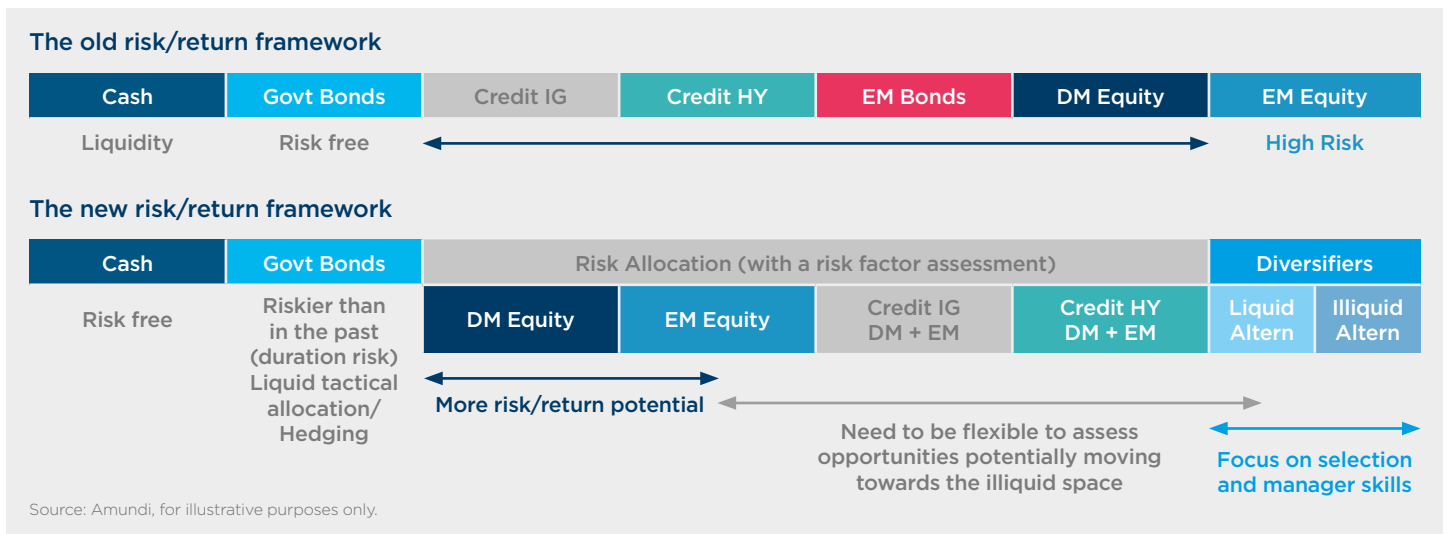 The old risk/return framework
Cash
Govt Bonds
Credit IG
Credit HY
EM Bonds
DM Equity
EM Equity
Liquidity
Risk free
High Risk
The new risk/return framework
Cash
Govt Bonds
Risk Allocation (with a risk factor assessment)
Diversifiers
Risk free
Riskier than
in the past
(duration risk)
Liquid tactical
allocation/
Hedging
DM Equity
EM Equity
Credit IG
DM + EM
Credit HY
DM + EM
Liquid
Altern
Illiquid
Altern
More risk/return potential
Need to be flexible to assess
opportunities potentially moving
towards the illiquid space
Focus on selection
and manager skills
Source: Amundi, for illustrative purposes only.